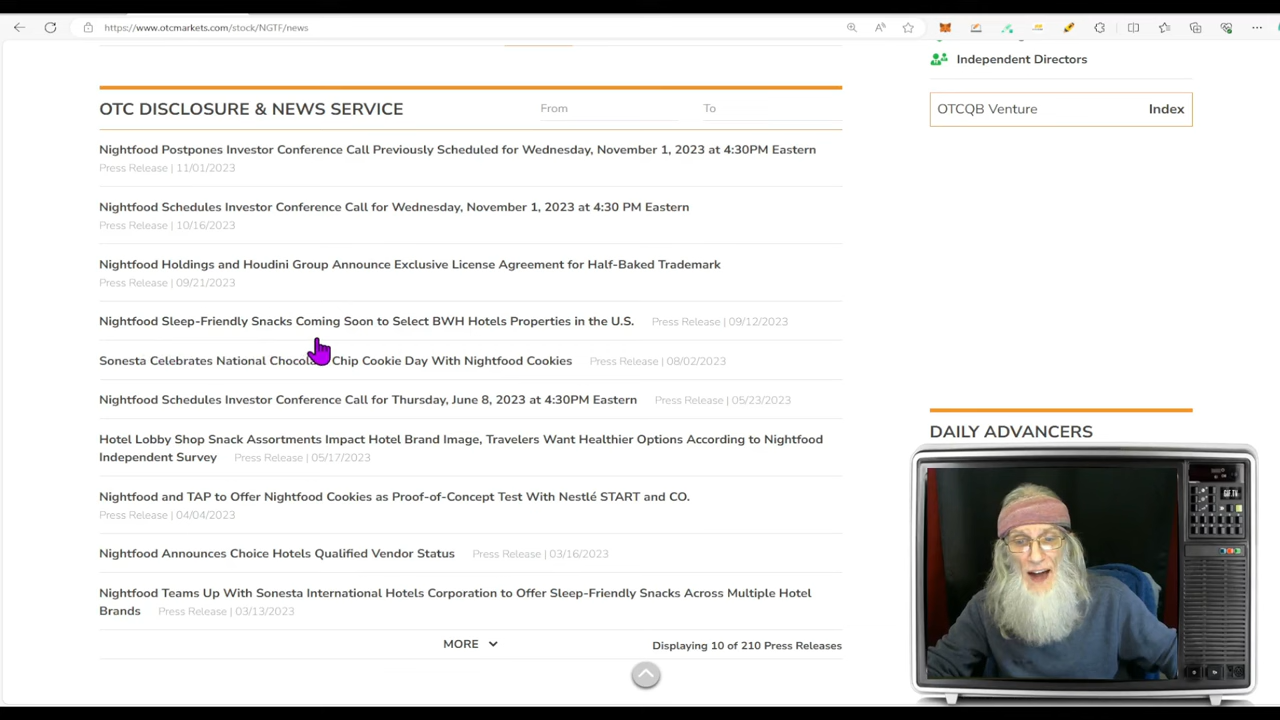 https://www.otcmarkets.com/stock/NGTF/news
Independent Directors
OTCQB Venture Index
OTC DISCLOSURE & NEWS SERVICE From To
Nightfood Postpones Investor Conference Call Previously Scheduled for Wednesday, November 1, 2023 at 4:30PM Eastern
Press Release | 11/01/2023
Nightfood Schedules Investor Conference Call for Wednesday, November 1, 2023 at 4:30 PM Eastern
Press Release | 10/16/2023
Nightfood Holdings and Houdini Group Announce Exclusive License Agreement for Half-Baked Trademark
Press Release | 09/21/2023
Nightfood Sleep-Friendly Snacks Coming Soon to Select BWH Hotels Properties in the U.S. Press Release | 09/12/2023
Sonesta Celebrates National Chocola Chip Cookie Day With Nightfood Cookies Press Release | 08/02/2023
Nightfood Schedules Investor Conference Call for Thursday, June 8, 2023 at 4:30PM Eastern Press Release | 05/23/2023
Hotel Lobby Shop Snack Assortments Impact Hotel Brand Image, Travelers Want Healthier Options According to Nightfood
Independent Survey Press Release | 05/17/2023
Nightfood and TAP to Offer Nightfood Cookies as Proof-of-Concept Test With Nestlé START and CO.
Press Release | 04/04/2023
Nightfood Announces Choice Hotels Qualified Vendor Status Press Release | 03/16/2023
Nightfood Teams Up With Sonesta International Hotels Corporation to Offer Sleep-Friendly Snacks Across Multiple Hotel
Brands Press Release | 03/13/2023
MORE
Displaying 10 of 210 Press Releases
DAILY ADVANCERS